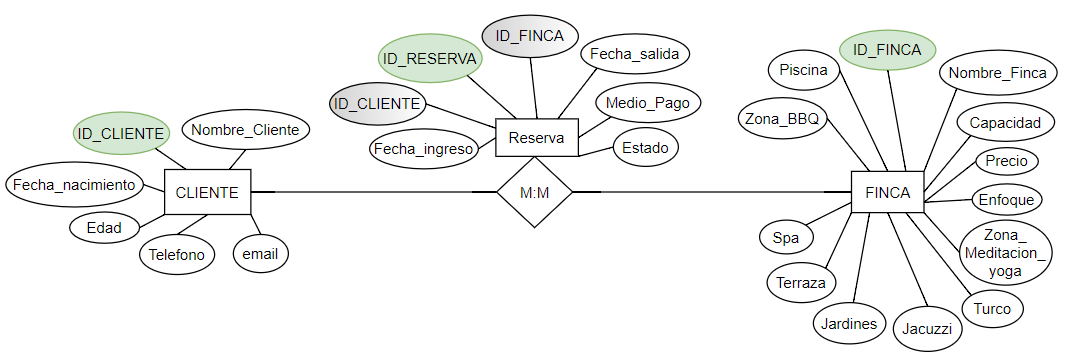 ID_CLIENTE
Nombre_Cliente
Fecha_nacimiento
CLIENTE
Edad
Telefono
email
ID_FINCA
ID_RESERVA
Fecha_salida
ID_CLIENTE
Medio_Pago
Fecha_ingreso
Reserva
Estado
M:M
ID_FINCA
Piscina
Nombre_Finca
Zona_BBQ
Capacidad
Precio
FINCA
Enfoque
Spa
Zona_
Meditacion_
yoga
Terraza
Turco
Jardines
Jacuzzi